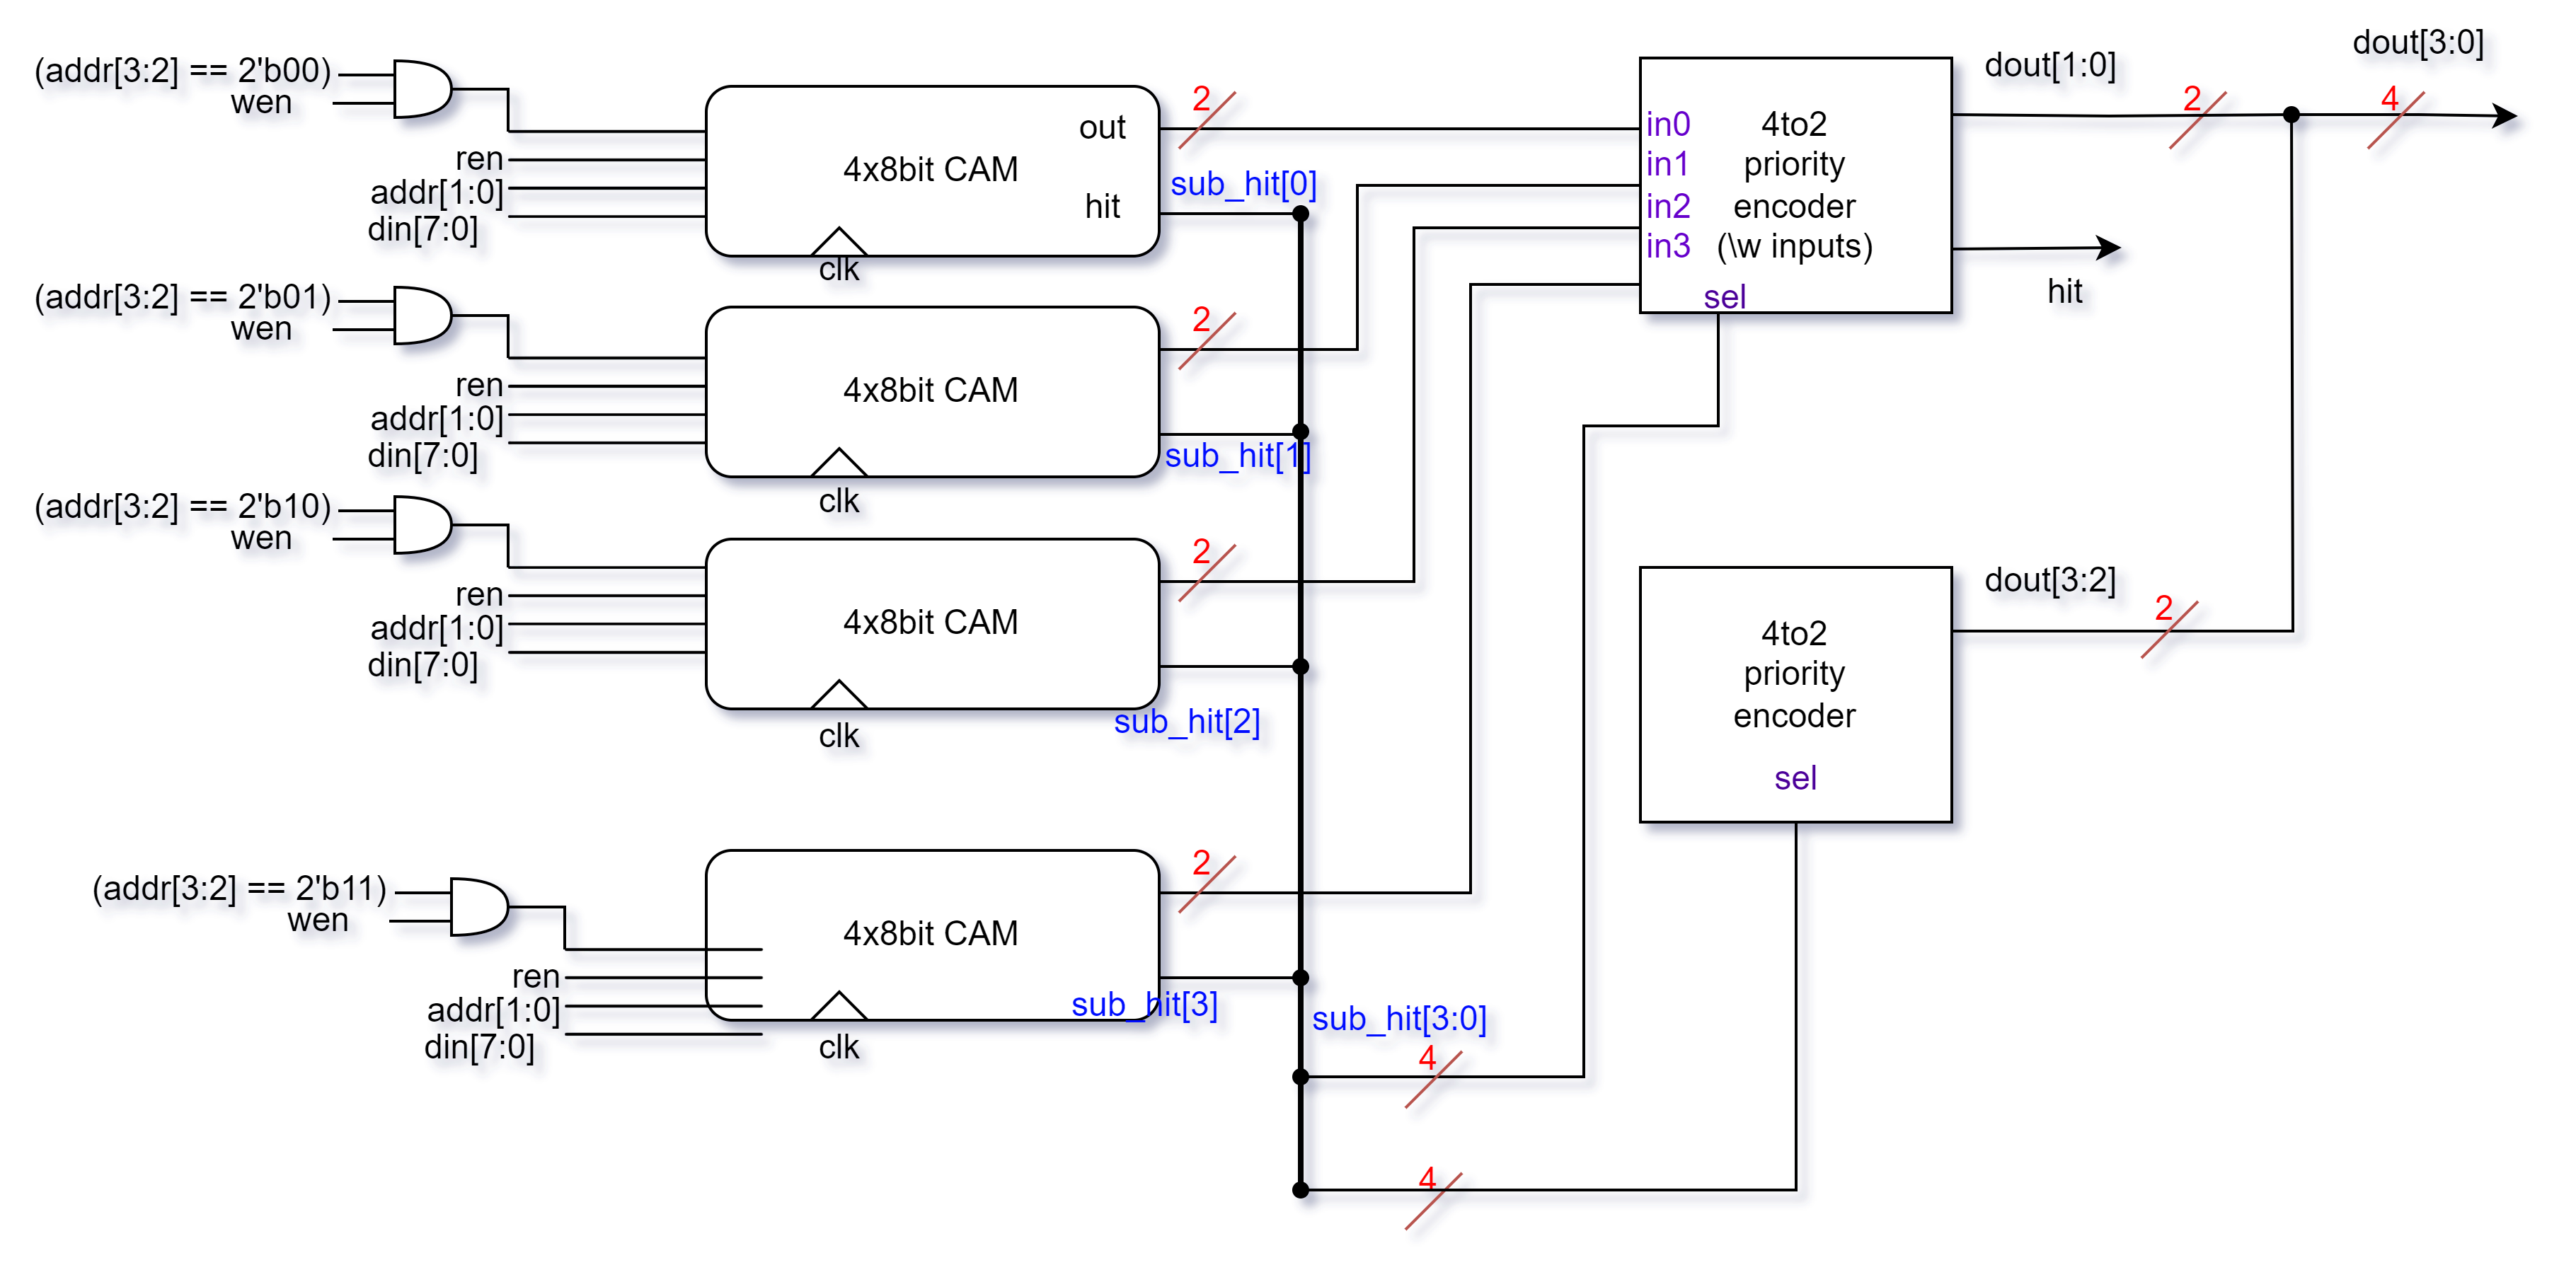 (addr[3:2] == 2'b00)
wen
ren
addr[1:0]
din[7:0]
4x8bit CAM
out
hit
clk
2
sub_hit[0]
(addr[3:2] == 2'b01)
wen
ren
addr[1:0]
din[7:0]
4x8bit CAM
clk
2
sub_hit[1]
(addr[3:2] == 2'b10)
wen
ren
addr[1:0]
din[7:0]
4x8bit CAM
clk
2
sub_hit[2]
(addr[3:2] == 2'b11)
wen
ren
addr[1:0]
din[7:0]
4x8bit CAM
clk
2
sub_hit[3]
sub_hit[3:0]
4
4
in0
in1
in2
in3
4to2
priority
encoder
(\w inputs)
sel
dout[1:0]
2
dout[3:0]
4
hit
4to2
priority
encoder
sel
dout[3:2]
2